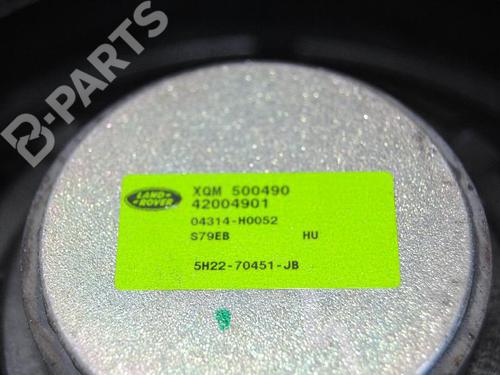 B-PARTS
LAND ROVER
XQM 500490
42004901
04314-H0052
S79EB HU
5H22-70451-JB